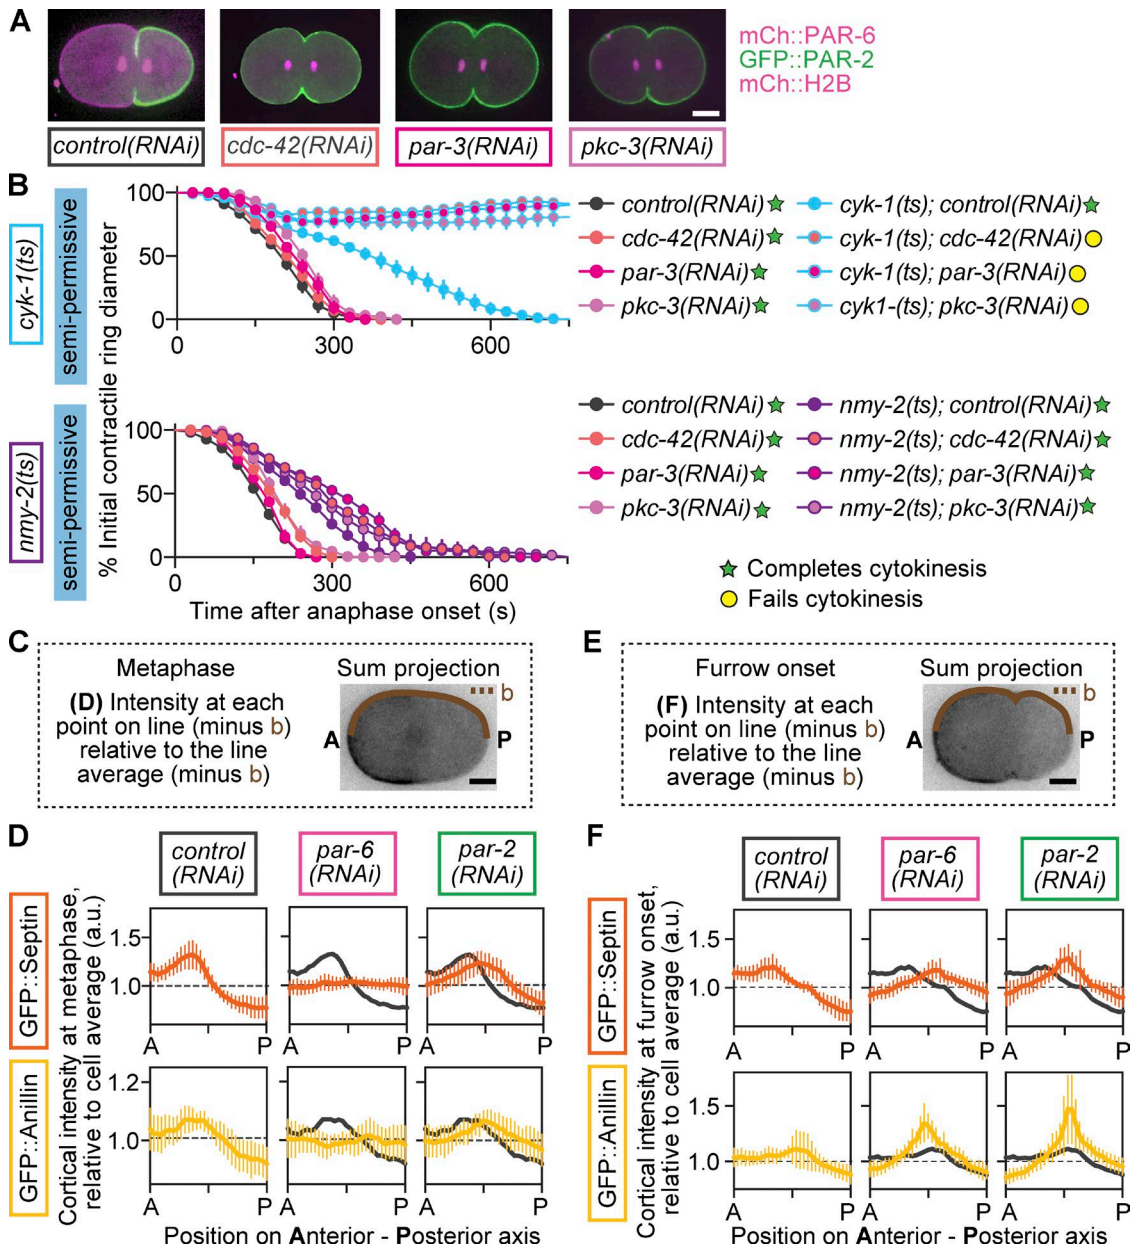 A
mCh::PAR-6
GFP::PAR-2
mCh::H2B
control(RNAi)
cdc-42(RNAi)
par-3(RNAi)
pkc-3(RNAi)
B
cyk-1(ts)
semi-permissive
nmy-2(ts)
semi-permissive
% Initial contractile ring diameter
100
50
0
0
300
600
control(RNAi)
cdc-42(RNAi)
par-3(RNAi)
pkc-3(RNAi)
cyk-1(ts); control(RNAi)
cyk-1(ts); cdc-42(RNAi)
cyk-1(ts); par-3(RNAi)
cyk1-(ts); pkc-3(RNAi)
100
50
0
0
300
600
Time after anaphase onset (s)
control(RNAi)
cdc-42(RNAi)
par-3(RNAi)
pkc-3(RNAi)
nmy-2(ts); control(RNAi)
nmy-2(ts); cdc-42(RNAi)
nmy-2(ts); par-3(RNAi)
nmy-2(ts); pkc-3(RNAi)
Completes cytokinesis
Fails cytokinesis
C
Metaphase
(D) Intensity at each
point on line (minus b)
relative to the line
average (minus b)
Sum projection
b
A
P
E
Furrow onset
(F) Intensity at each
point on line (minus b)
relative to the line
average (minus b)
Sum projection
b
A
P
D
control
(RNAi)
par-6
(RNAi)
par-2
(RNAi)
GFP::Septin
GFP::Anillin
Cortical intensity at metaphase,
relative to cell average (a.u.)
1.5
1.0
A
P
A
P
A
P
1.2
1.0
A
P
A
P
A
P
Position on Anterior - Posterior axis
F
control
(RNAi)
par-6
(RNAi)
par-2
(RNAi)
GFP::Septin
GFP::Anillin
Cortical intensity at furrow onset,
relative to cell average (a.u.)
1.5
1.0
A
P
A
P
A
P
1.5
1.0
A
P
A
P
A
P
Position on Anterior - Posterior axis